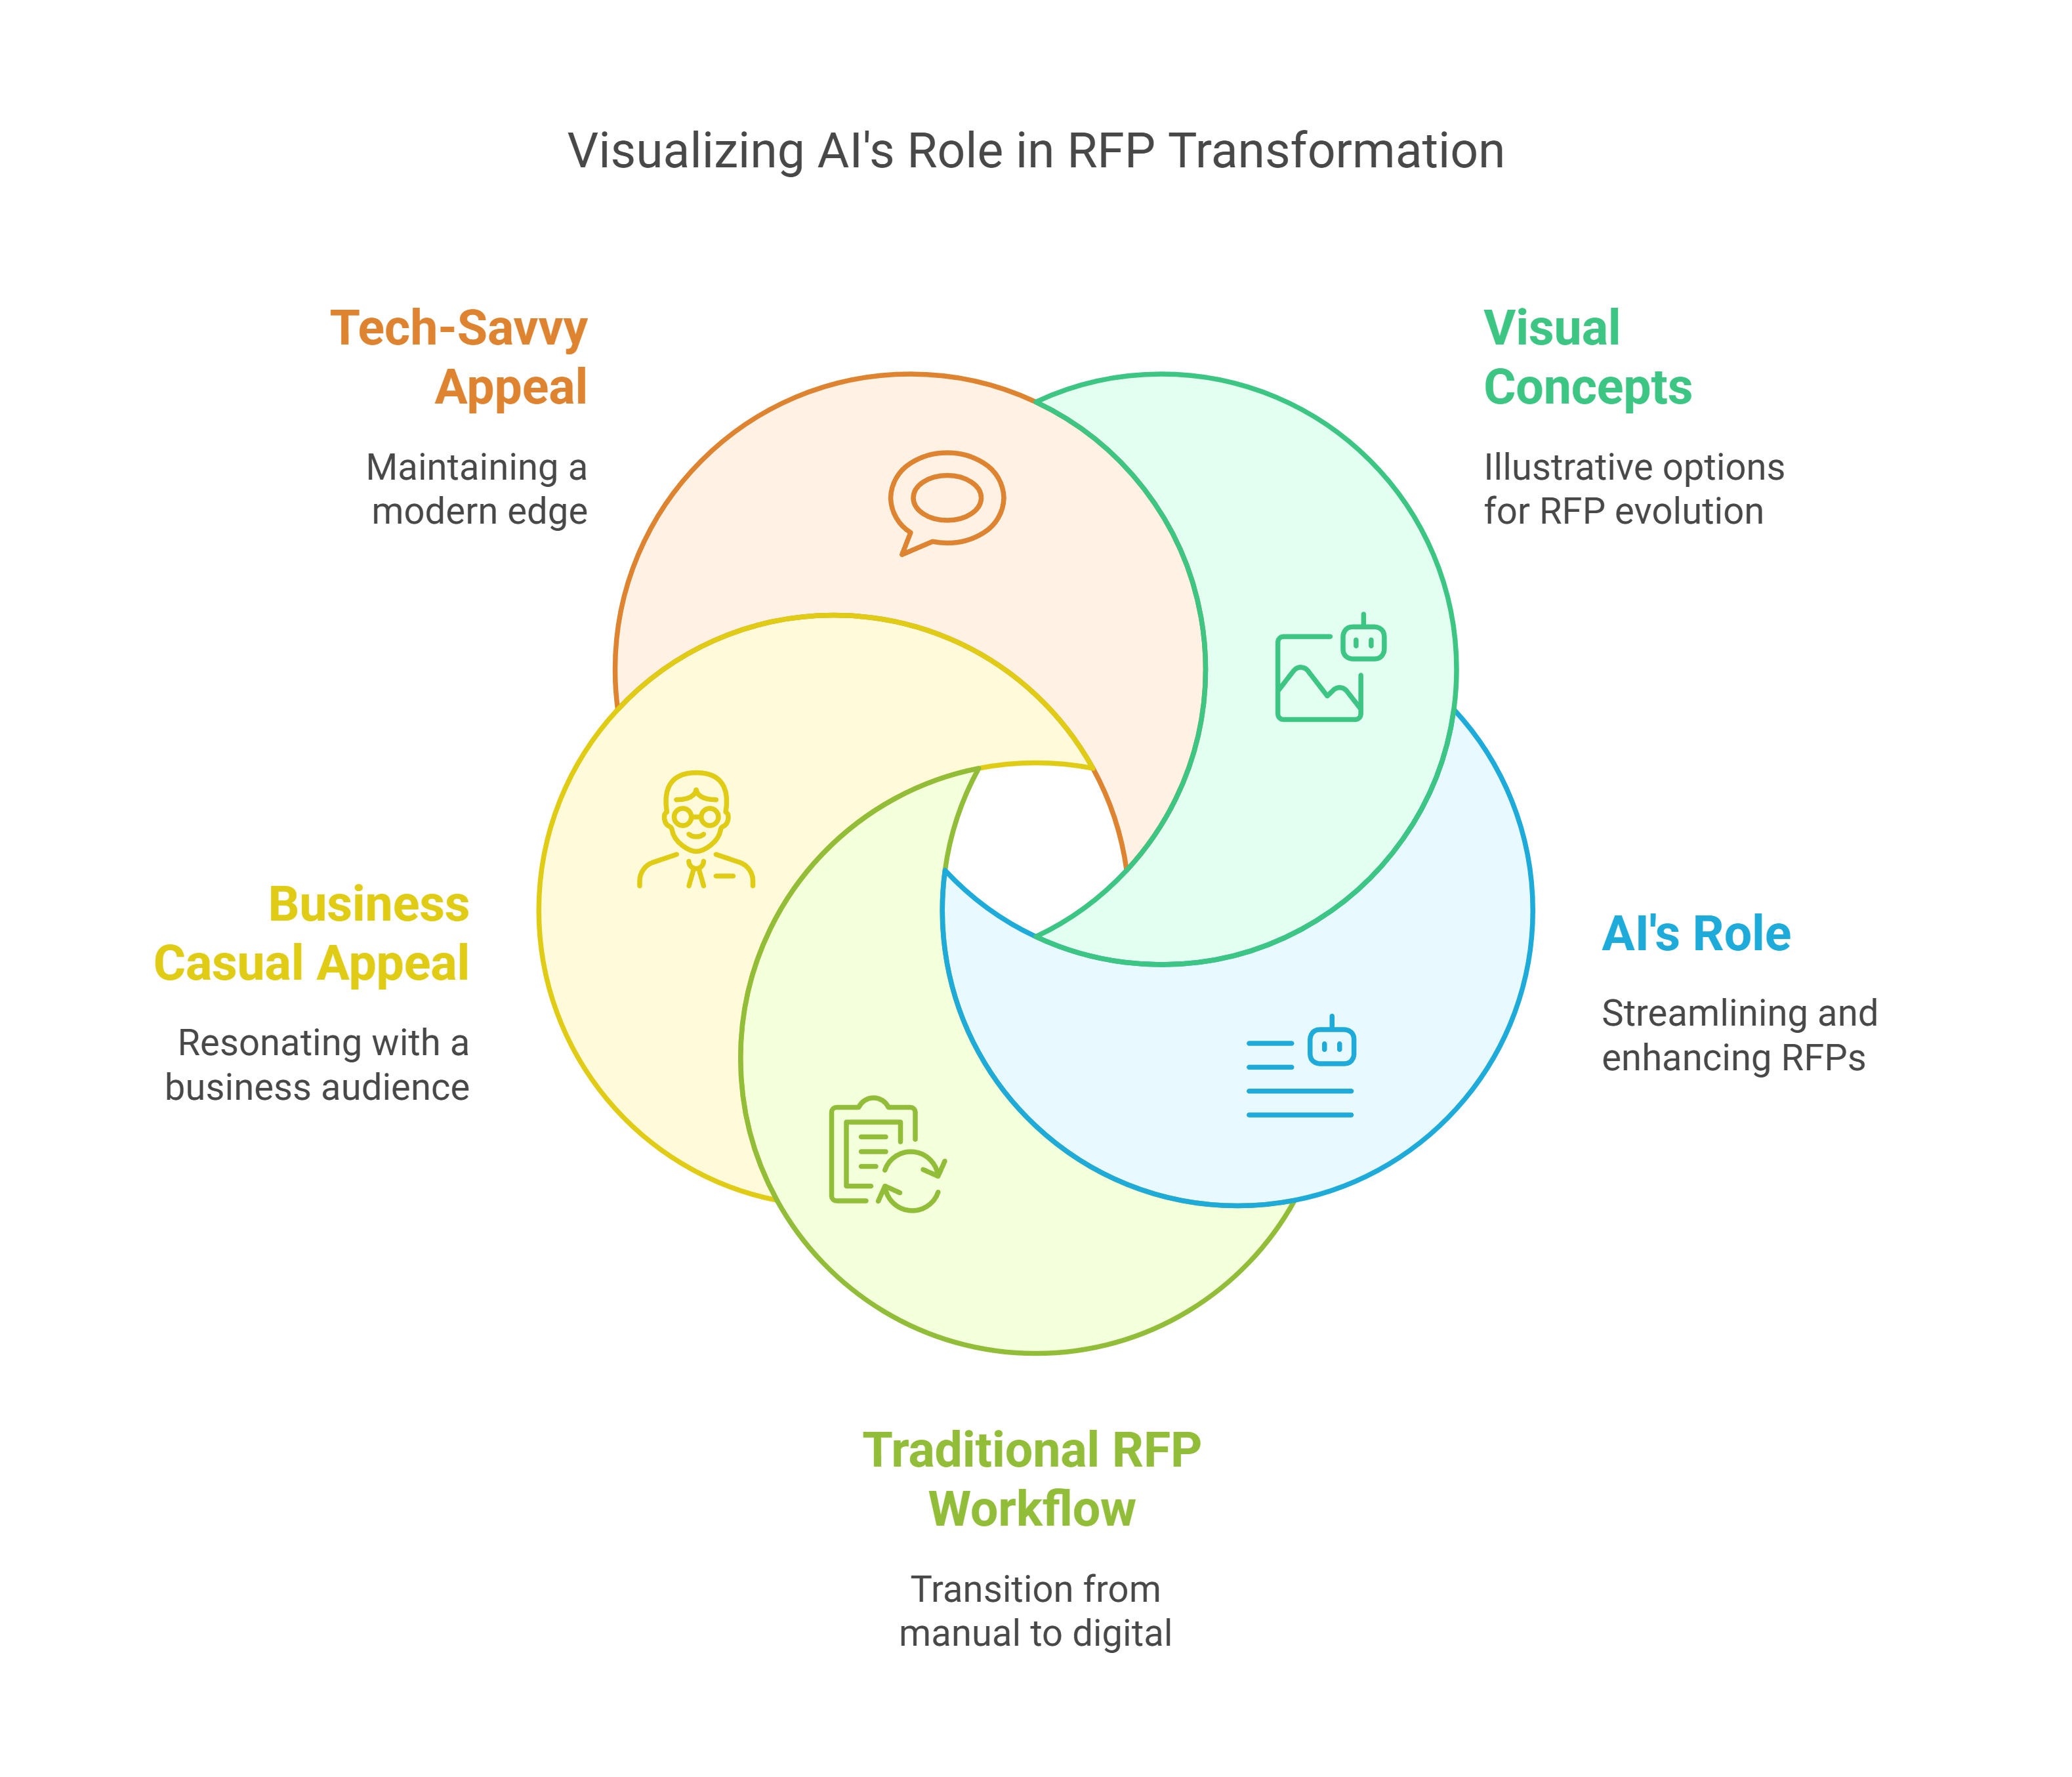 Visualizing AI's Role in RFP Transformation
Tech-Savvy
Appeal
Maintaining a
modern edge
Visual
Concepts
Illustrative options
for RFP evolution
Business
Casual Appeal
Resonating with a
business audience
AI's Role
Streamlining and
enhancing RFPs
Traditional RFP
Workflow
Transition from
manual to digital